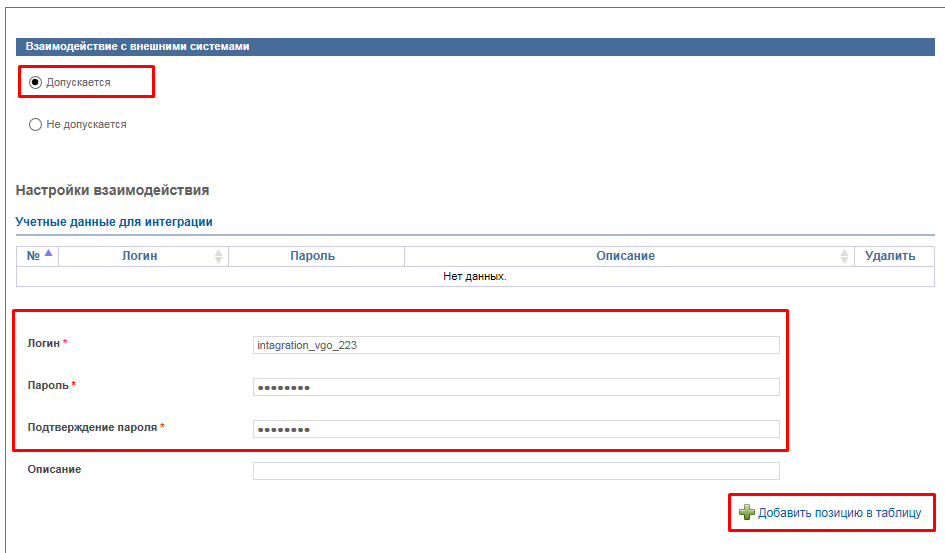 Взаимодействие с внешними системами
Допускается
Не допускается
Настройки взаимодействия
Учетные данные для интеграции
№ Логин Пароль Описание Удалить
Нет данных.
Логин * intagration_vgo_223
Пароль * ●●●●●●●●
Подтверждение пароля * ●●●●●●●●
Описание
Добавить позицию в таблицу